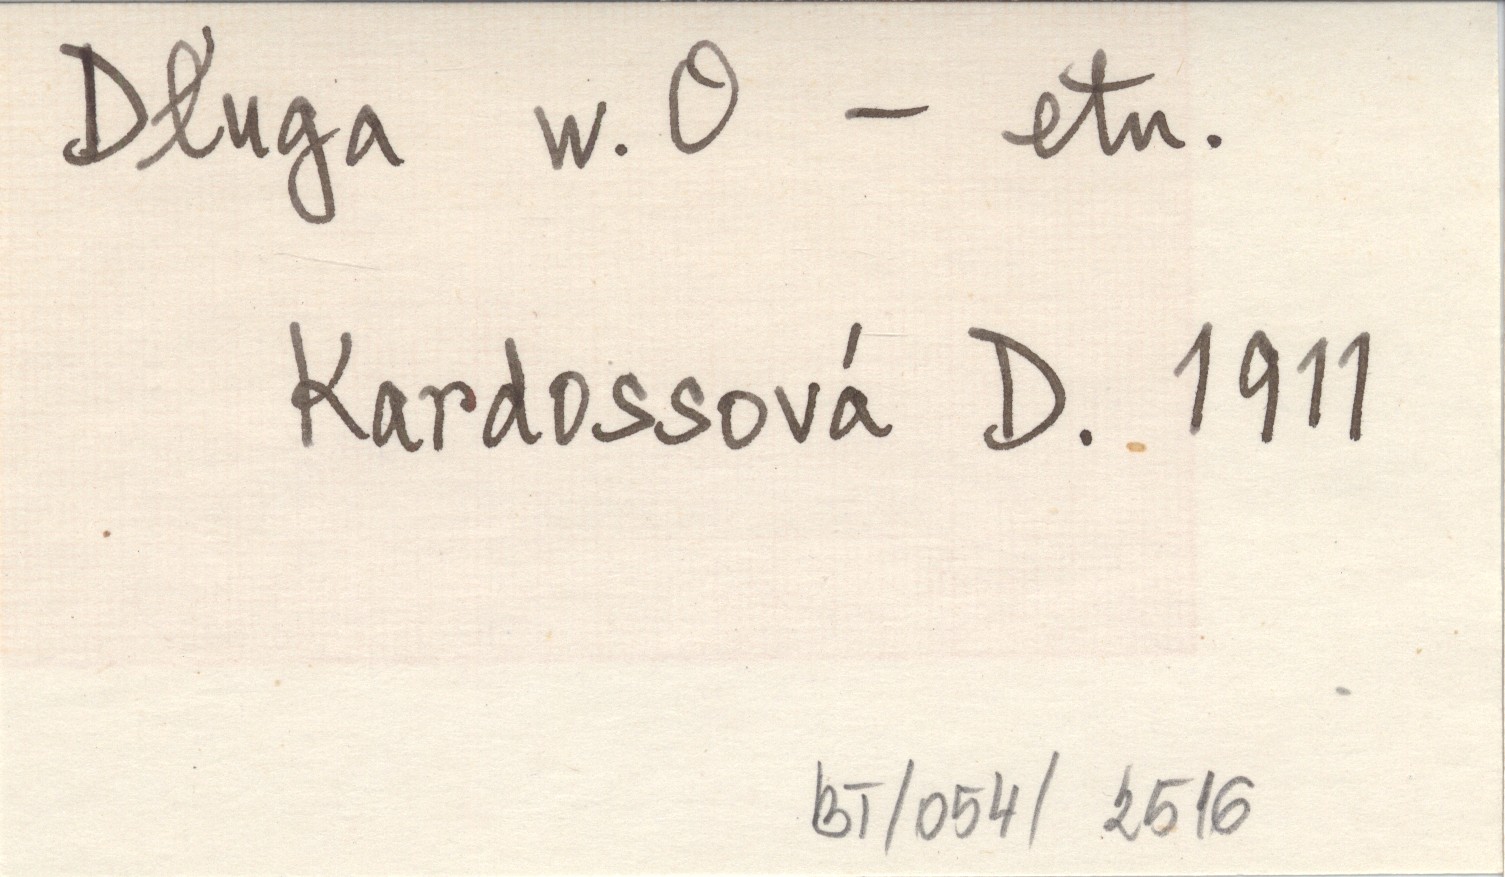 Długa w. O – etn.
Kardossová D. 1911
BT/054/ 2516